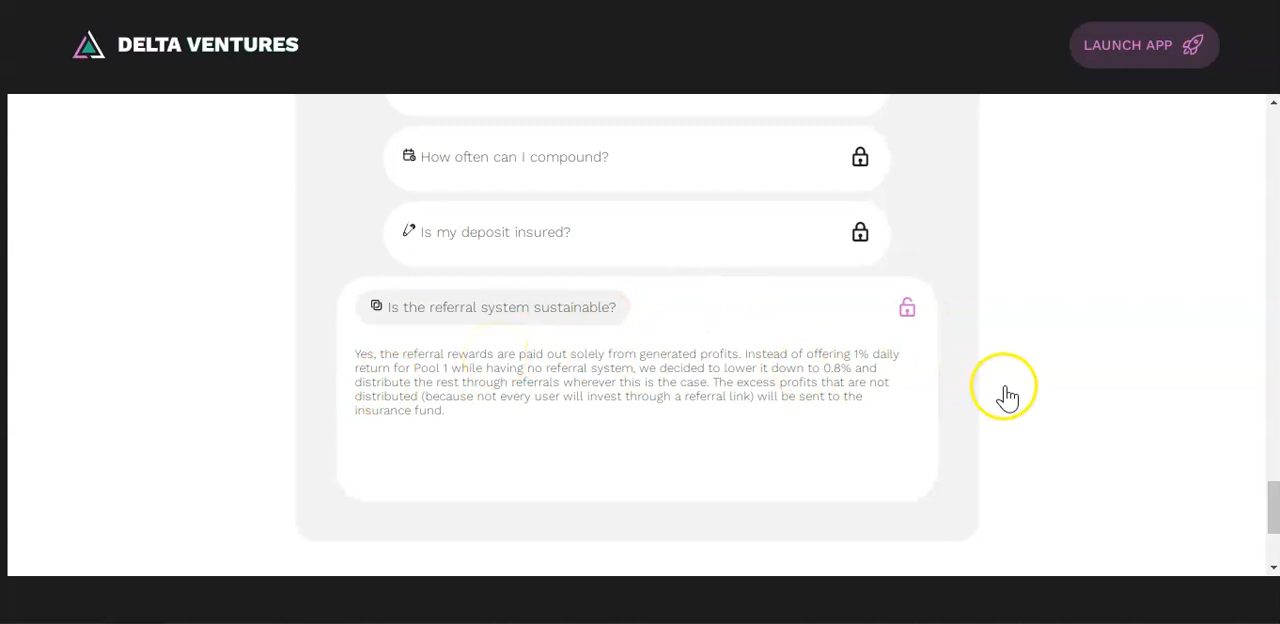 DELTA VENTURES
LAUNCH APP
How often can I compound?
Is my deposit insured?
Is the referral system sustainable?
Yes, the referral rewards are paid out solely from generated profits. Instead of offering 1% daily
return for Pool 1 while having no referral system, we decided to lower it down to 0.8% and
distribute the rest through referrals wherever this is the case. The excess profits that are not
distributed (because not every user will invest through a referral link) will be sent to the
insurance fund.